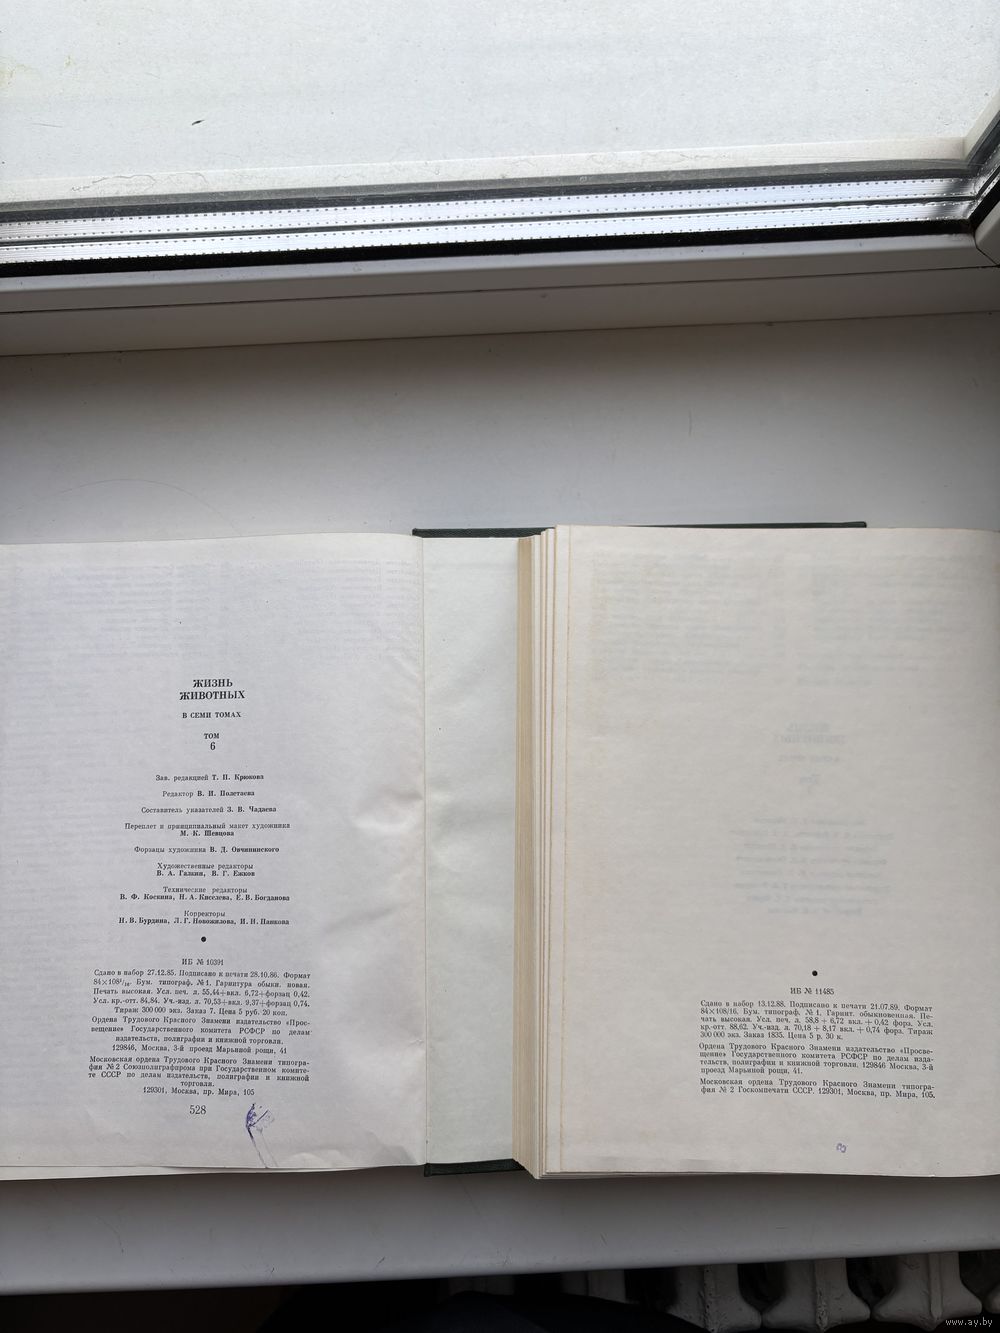 ЖИЗНЬ
ЖИВОТНЫХ
В СЕМИ ТОМАХ
ТОМ
6
Зав. редакцией Т. П. Крюкова
Редактор В. И. Полетаева
Составитель указателей З. В. Чадаева
Переплет и принципиальный макет художника
М. К. Шевцова
Форзацы художника В. Д. Овчининского
Художественные редакторы
В. А. Галкин, В. Г. Ежков
Технические редакторы
В. Ф. Коскина, Н. А. Киселева, Е. В. Богданова
Корректоры
Н. В. Бурдина, Л. Г. Новожилова, И. Н. Панкова
ИБ № 10391
Сдано в набор 27.12.85. Подписано к печати 28.10.86. Формат
84×108¹/₁₆. Бум. типограф. №1. Гарнитура обыкн. новая.
Печать высокая. Усл. печ. л. 55,44+вкл. 6,72+форзац 0,42.
Усл. кр.-отт. 84,84. Уч.-изд. л. 70,53+вкл. 9,37+форзац 0,74.
Тираж 300 000 экз. Заказ 7. Цена 5 руб. 20 коп.
Ордена Трудового Красного Знамени издательство «Прос-
вещение» Государственного комитета РСФСР по делам
издательств, полиграфии и книжной торговли.
129846, Москва, 3-й проезд Марьиной рощи, 41
Московская ордена Трудового Красного Знамени типогра-
фия №2 Союзполиграфпрома при Государственном комите-
те СССР по делам издательств, полиграфии и книжной
торговли.
129301, Москва, пр. Мира, 105
528
ИБ № 11485
Сдано в набор 13.12.88. Подписано к печати 21.07.89. Формат
84×108/16. Бум. типограф. №1. Гарнит. обыкновенная. Пе-
чать высокая. Усл. печ. л. 58,8 + 6,72 вкл. + 0,42 форз. Усл.
кр.-отт. 88,62. Уч.-изд. л. 70,18 + 8,17 вкл. + 0,74 форз. Тираж
300 000 экз. Заказ 1835. Цена 5 р. 30 к.
Ордена Трудового Красного Знамени издательство «Просве-
щение» Государственного комитета РСФСР по делам изда-
тельств, полиграфии и книжной торговли. 129846 Москва, 3-й
проезд Марьиной рощи, 41.
Московская ордена Трудового Красного Знамени типогра-
фия № 2 Госкомпечати СССР. 129301, Москва, пр. Мира, 105.
www.ay.by